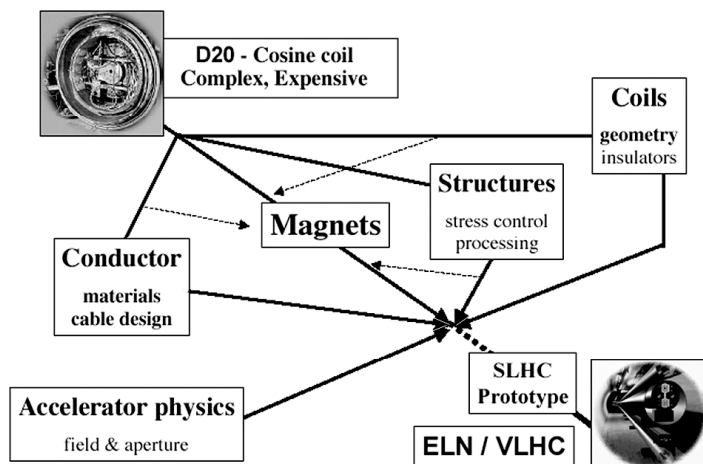 D20 - Cosine coil
Complex, Expensive
Coils
geometry
insulators
Structures
stress control
processing
Magnets
Conductor
materials
cable design
SLHC
Prototype
Accelerator physics
field & aperture
ELN / VLHC